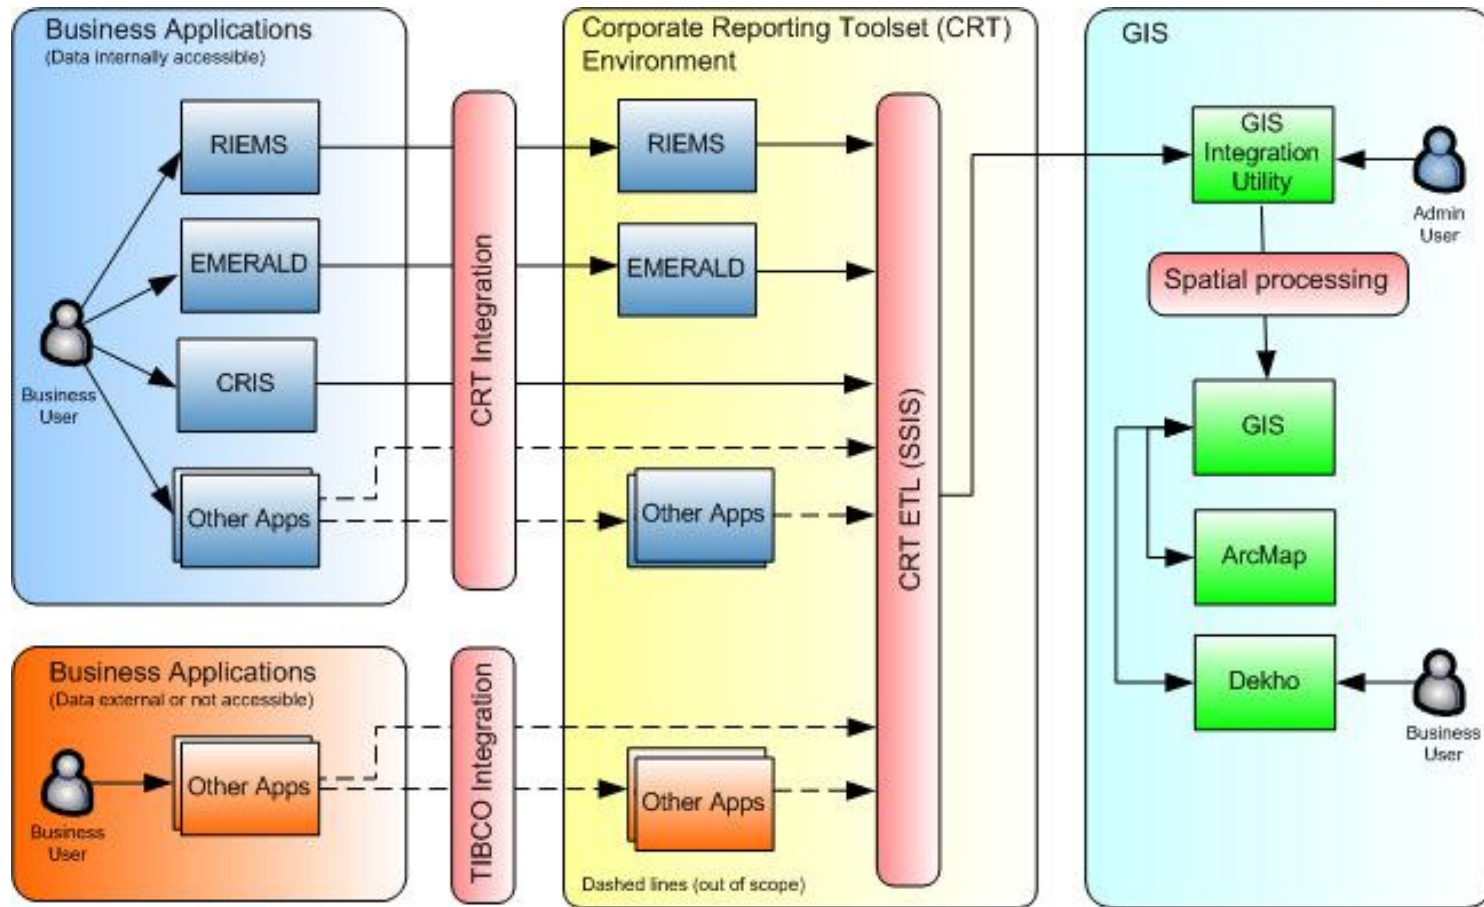 Business Applications
(Data internally accessible)
RIEMS
EMERALD
CRIS
Other Apps
Business
User
CRT Integration
Business Applications
(Data external or not accessible)
Other Apps
Business
User
TIBCO Integration
Corporate Reporting Toolset (CRT)
Environment
RIEMS
EMERALD
Other Apps
Other Apps
Dashed lines (out of scope)
CRT ETL (SSIS)
GIS
GIS
Integration
Utility
Admin
User
Spatial processing
GIS
ArcMap
Dekho
Business
User